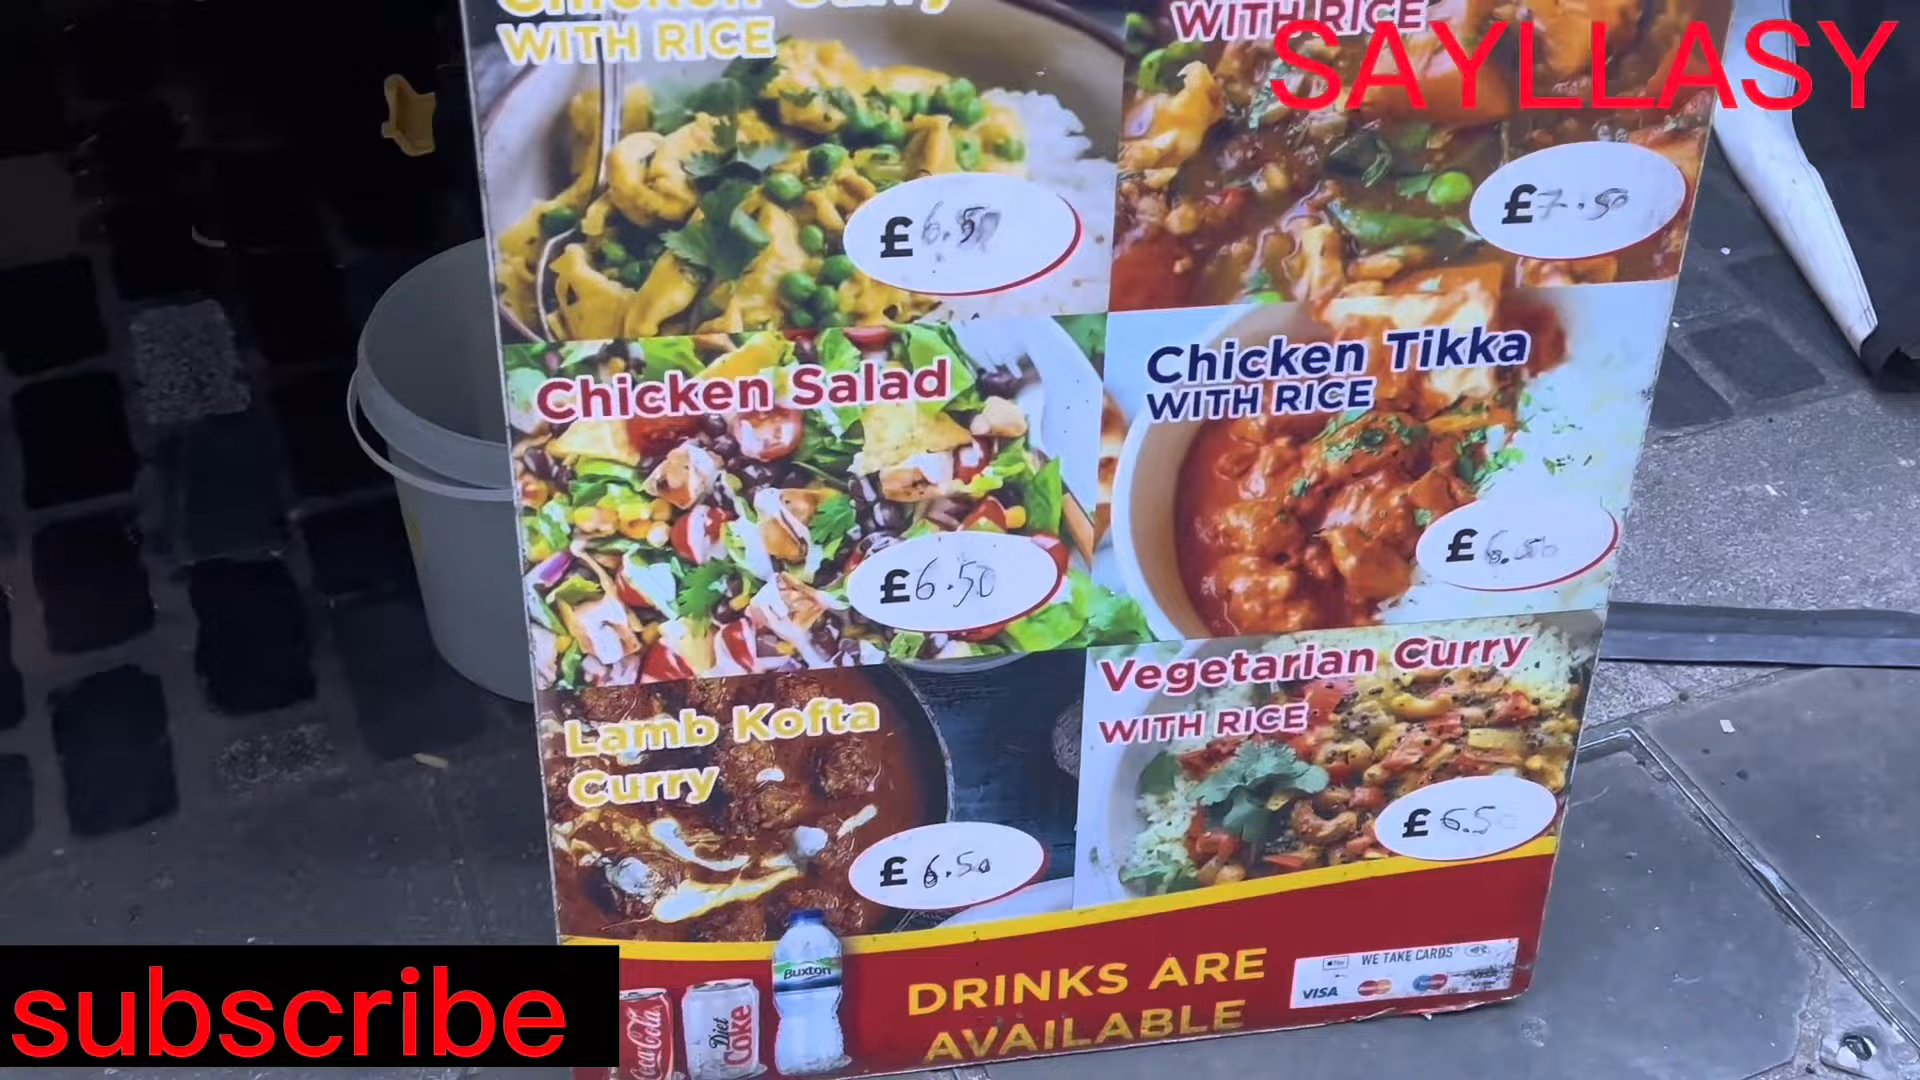 WITH RICE
WITH RICE
SAYLLASY
£6.50
£7.50
Chicken Salad
£6.50
Chicken Tikka
WITH RICE
£6.50
Lamb Kofta
Curry
£6.50
Vegetarian Curry
WITH RICE
£6.50
DRINKS ARE
AVAILABLE
WE TAKE CARDS
VISA
Buxton
Coca-Cola
Diet
Coke
subscribe